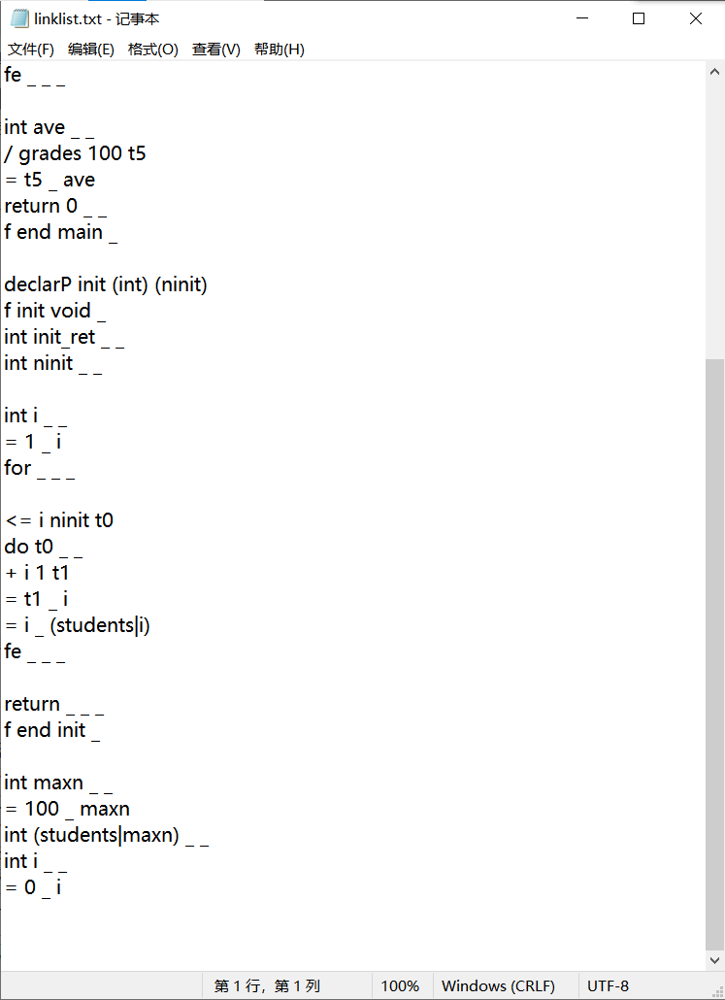 linklist.txt - 记事本
文件(F) 编辑(E) 格式(O) 查看(V) 帮助(H)
fe _ _ _
int ave _ _
/ grades 100 t5
= t5 _ ave
return 0 _ _
f end main _
declarP init (int) (ninit)
f init void _
int init_ret _ _
int ninit _ _
int i _ _
= 1 _ i
for _ _ _
<= i ninit t0
do t0 _ _
+ i 1 t1
= t1 _ i
= i _ (students|i)
fe _ _ _
return _ _ _
f end init _
int maxn _ _
= 100 _ maxn
int (students|maxn) _ _
int i _ _
= 0 _ i
第 1 行，第 1 列 100% Windows (CRLF) UTF-8